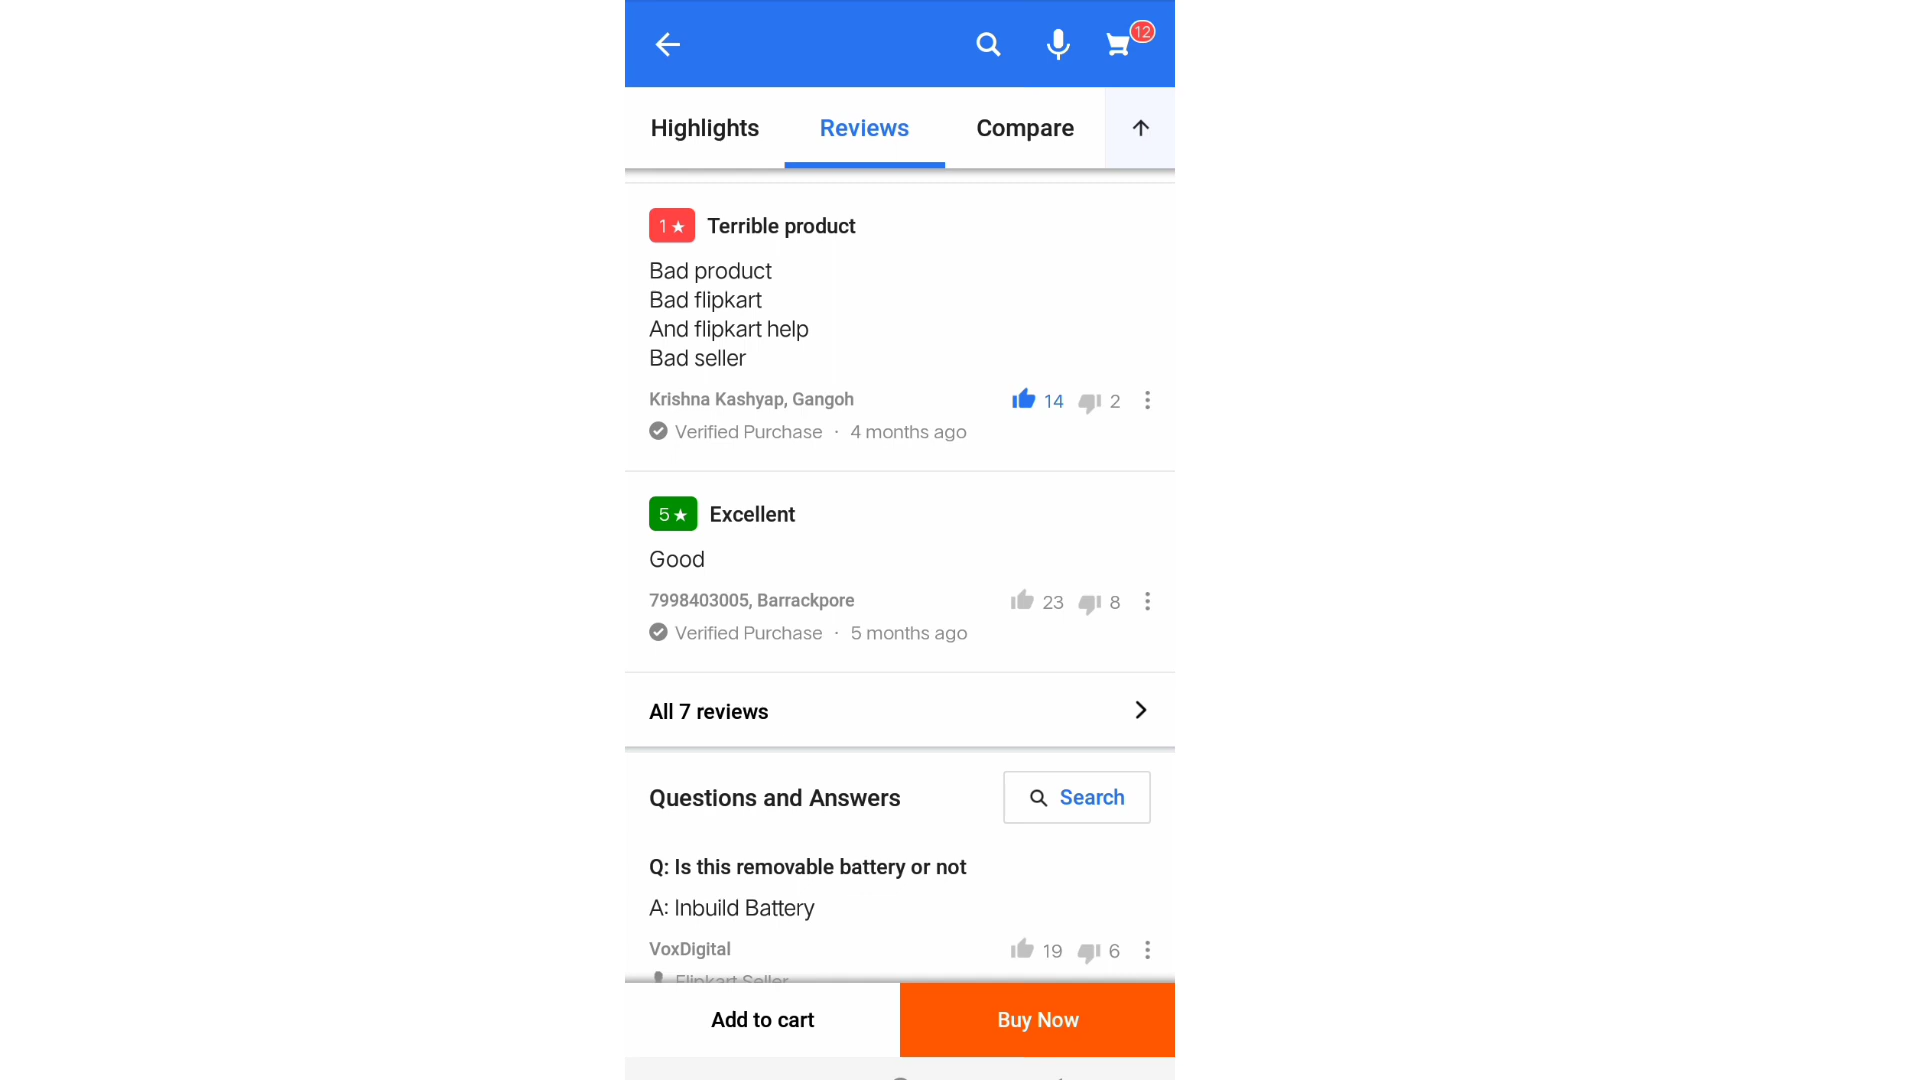 12
Highlights Reviews Compare
1 Terrible product
Bad product
Bad flipkart
And flipkart help
Bad seller
Krishna Kashyap, Gangoh 14 2
Verified Purchase · 4 months ago
5 Excellent
Good
7998403005, Barrackpore 23 8
Verified Purchase · 5 months ago
All 7 reviews
Questions and Answers Search
Q: Is this removable battery or not
A: Inbuild Battery
VoxDigital 19 6
Flipkart Seller
Add to cart Buy Now